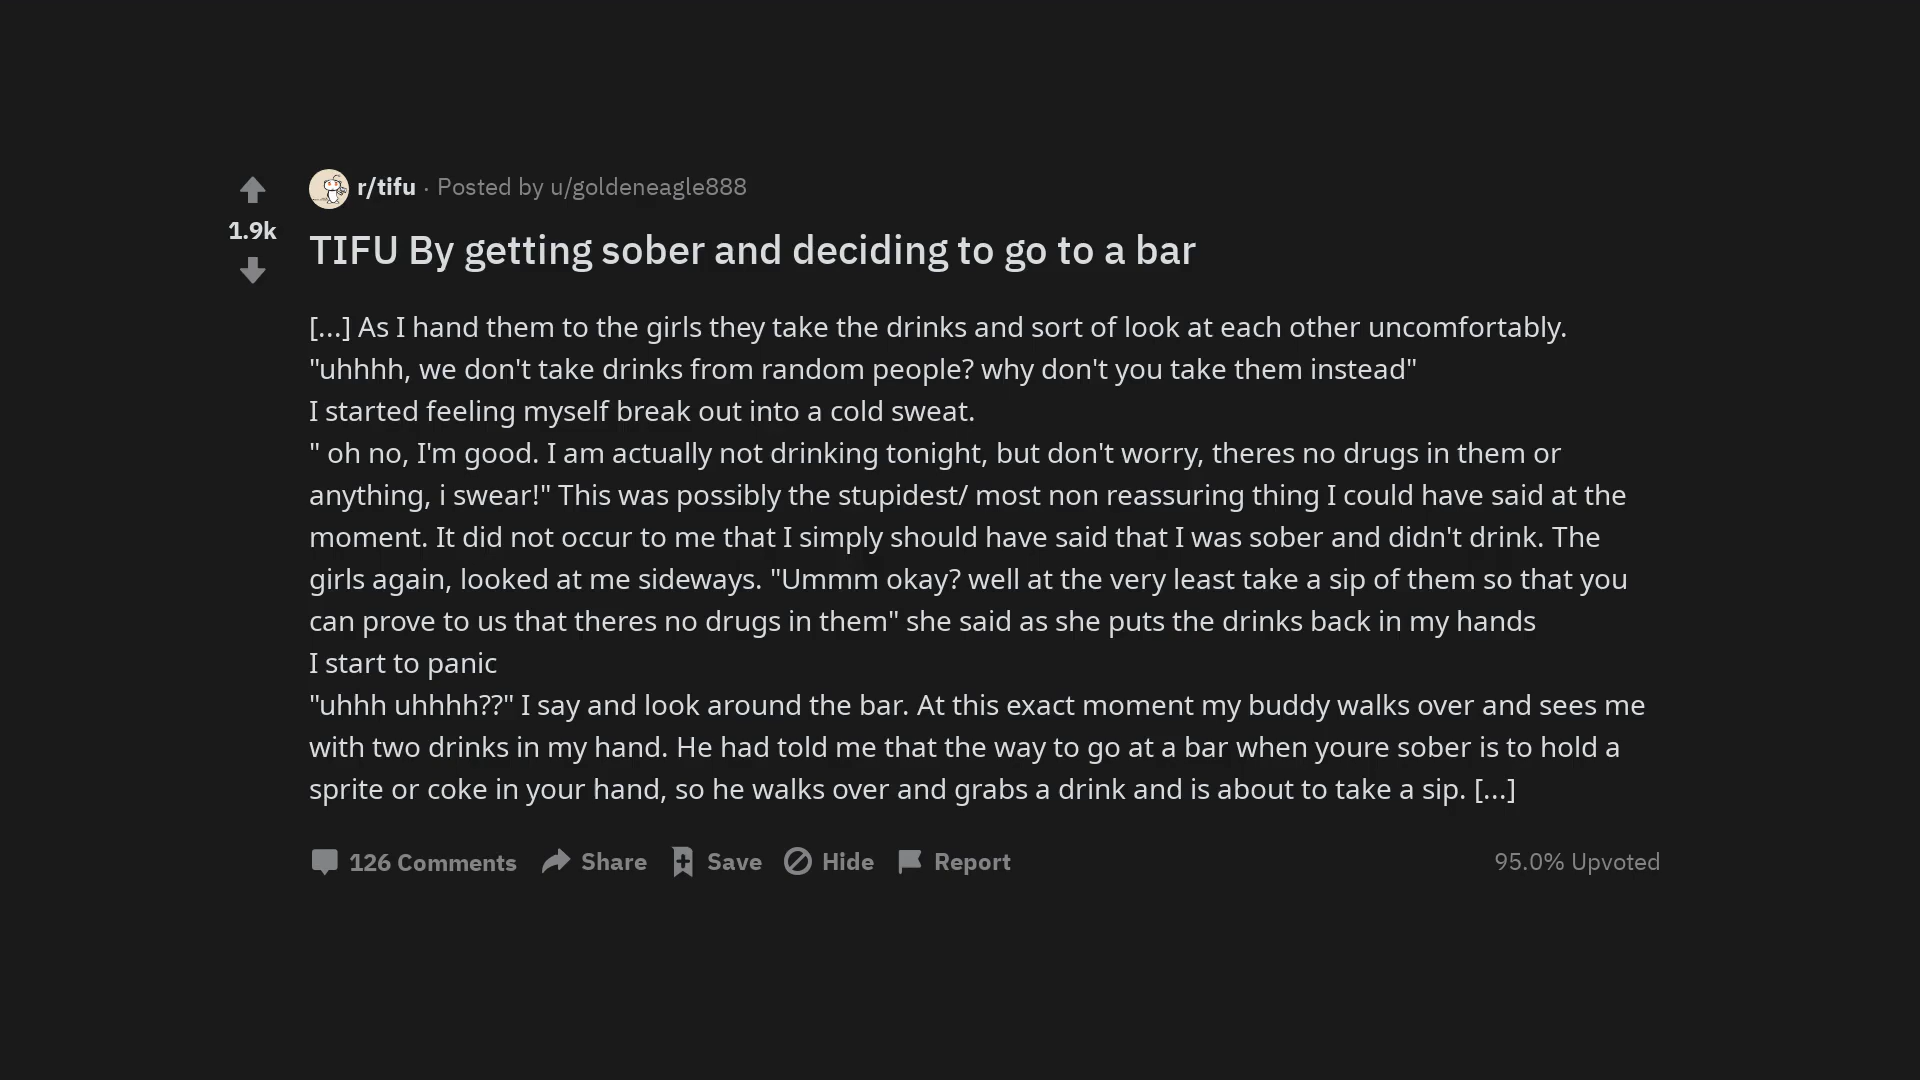 r/tifu · Posted by u/goldeneagle888
1.9k
TIFU By getting sober and deciding to go to a bar
[...] As I hand them to the girls they take the drinks and sort of look at each other uncomfortably.
"uhhhh, we don't take drinks from random people? why don't you take them instead"
I started feeling myself break out into a cold sweat.
" oh no, I'm good. I am actually not drinking tonight, but don't worry, theres no drugs in them or
anything, i swear!" This was possibly the stupidest/ most non reassuring thing I could have said at the
moment. It did not occur to me that I simply should have said that I was sober and didn't drink. The
girls again, looked at me sideways. "Ummm okay? well at the very least take a sip of them so that you
can prove to us that theres no drugs in them" she said as she puts the drinks back in my hands
I start to panic
"uhhh uhhhh??" I say and look around the bar. At this exact moment my buddy walks over and sees me
with two drinks in my hand. He had told me that the way to go at a bar when youre sober is to hold a
sprite or coke in your hand, so he walks over and grabs a drink and is about to take a sip. [...]
126 Comments Share Save Hide Report 95.0% Upvoted